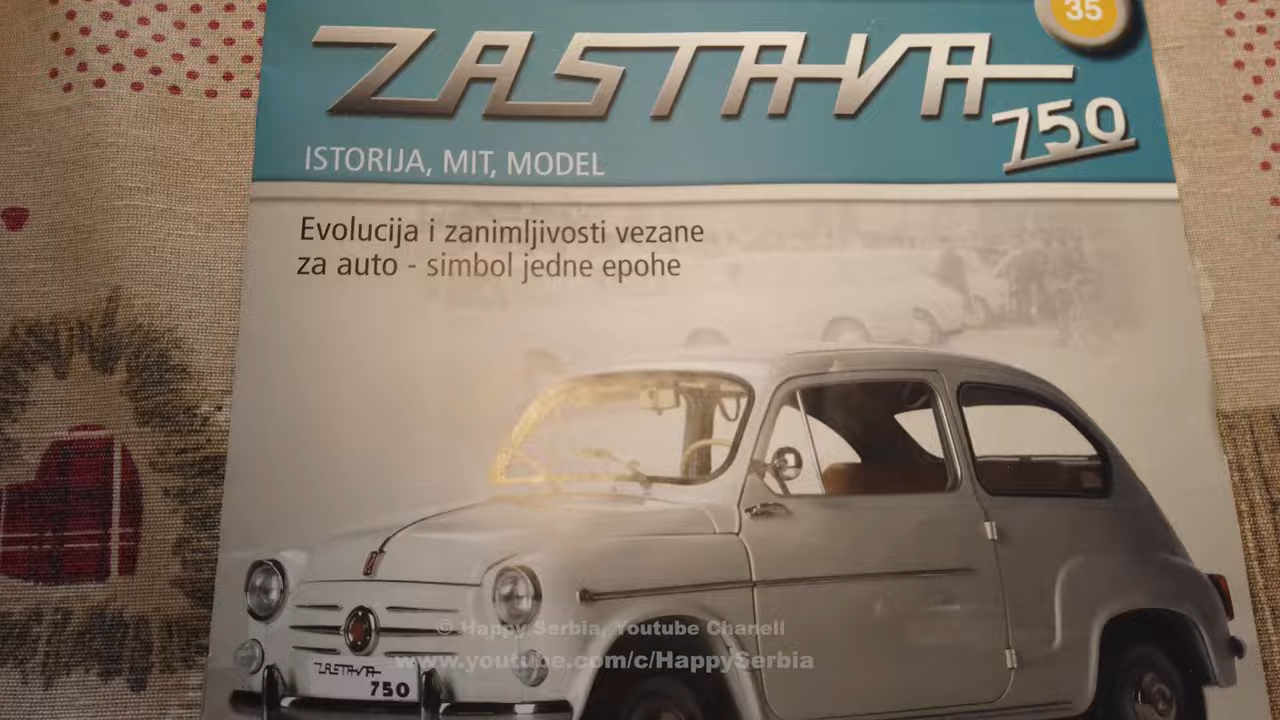 35
ZASTAVA
750
ISTORIJA, MIT, MODEL
Evolucija i zanimljivosti vezane
za auto - simbol jedne epohe
© Happy Serbia, Youtube Chanell
www.youtube.com/c/HappySerbia
ZASTAVA
750